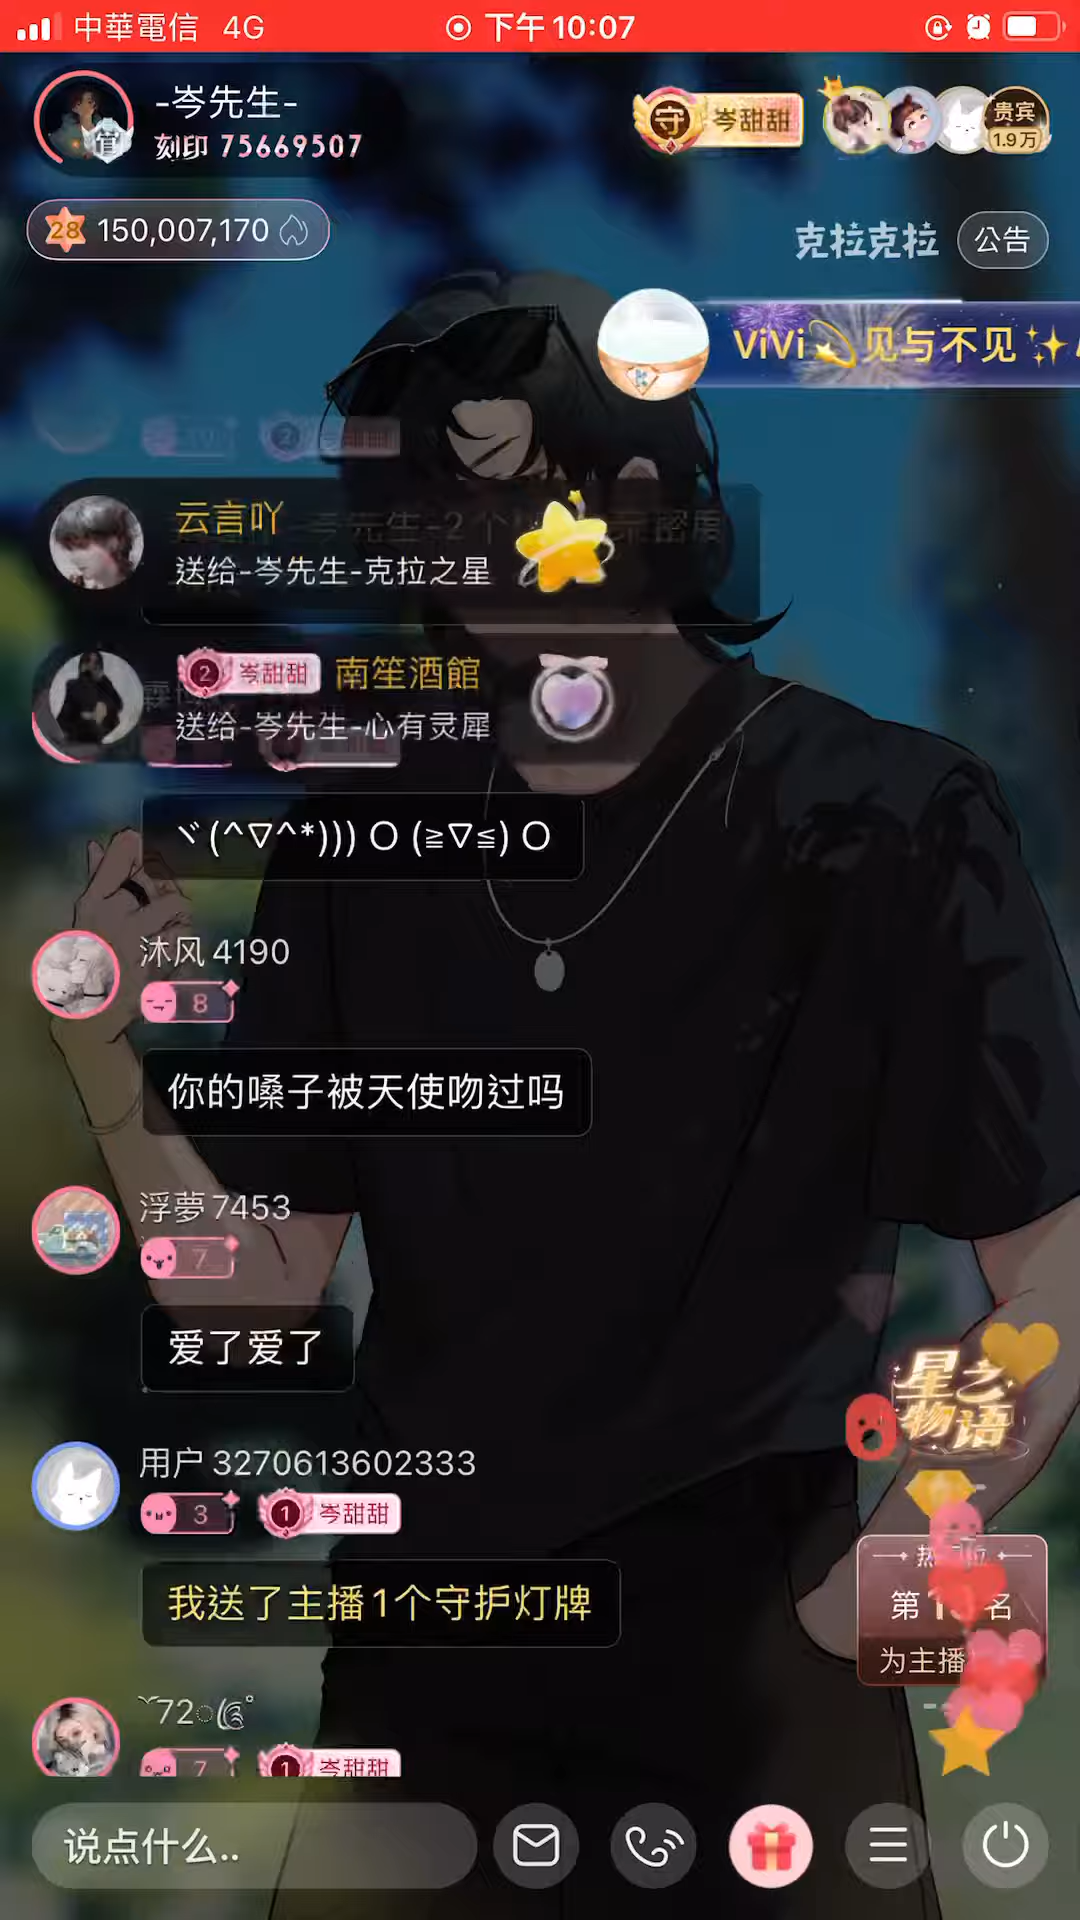 中華電信 4G
下午10:07
-岑先生-
刻印 75669507
管
守 岑甜甜
贵宾
1.9万
28 150,007,170
克拉克拉
公告
ViVi 见与不见
云言吖
送给-岑先生-克拉之星
2 岑甜甜 南笙酒館
送给-岑先生-心有灵犀
ヾ(^∇^*))) O (≧∇≦) O
沐风4190
8
你的嗓子被天使吻过吗
浮夢7453
7
爱了爱了
用户3270613602333
3 1 岑甜甜
我送了主播1个守护灯牌
72
7 1 岑甜甜
星之
物语
第 名
为主播
说点什么..